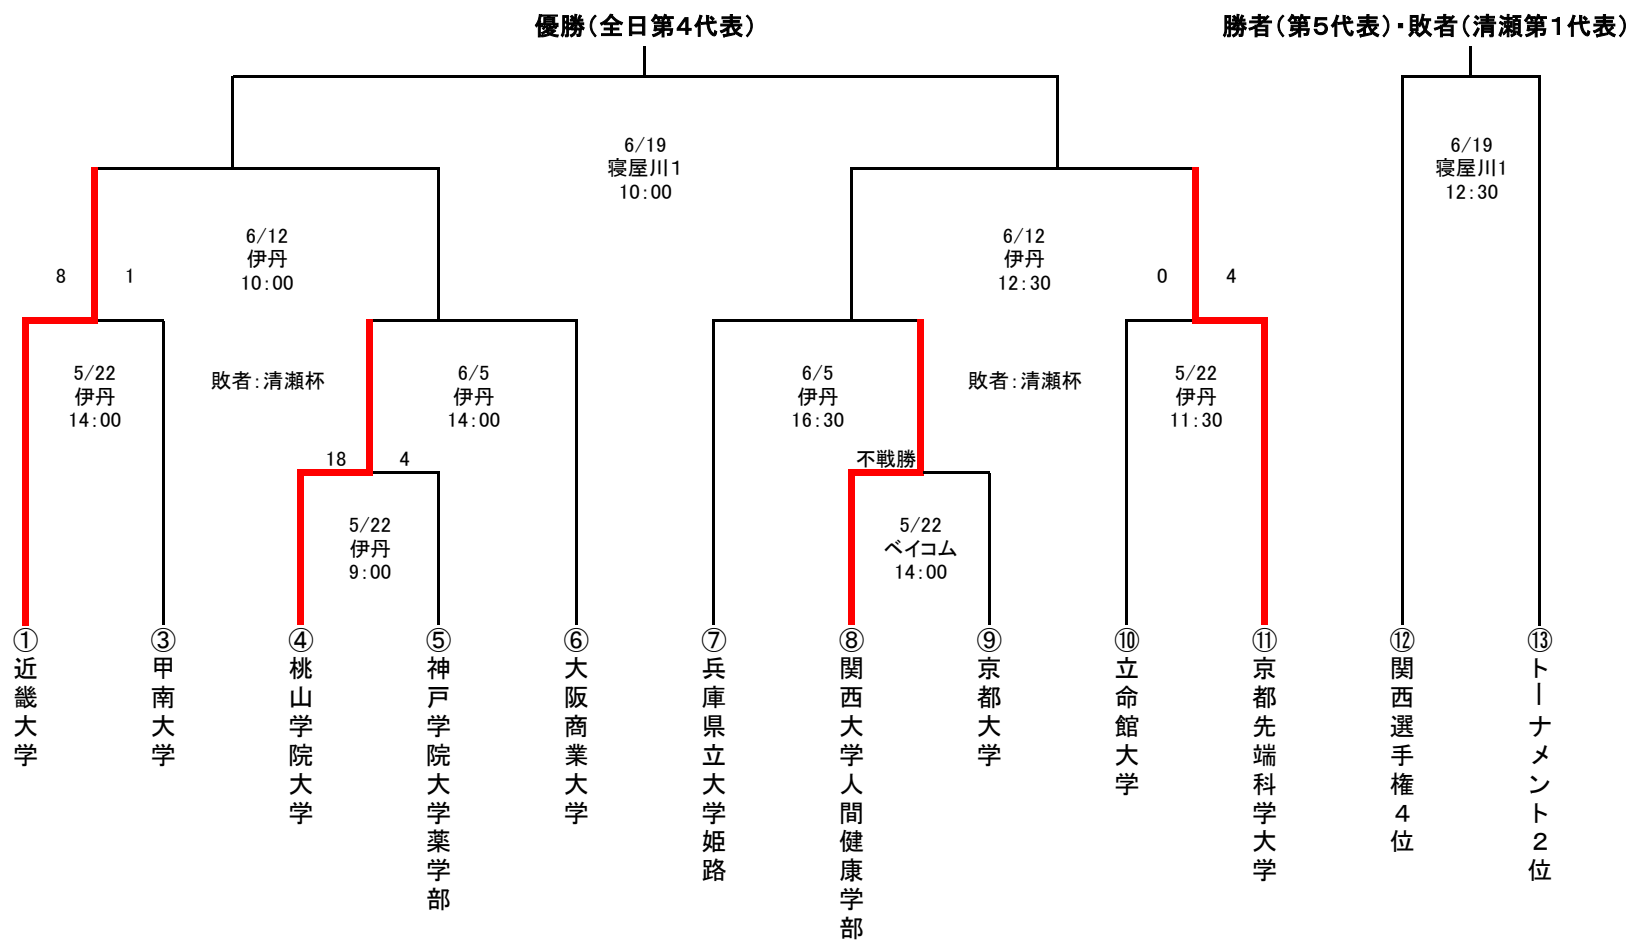 優勝(全日第4代表)
勝者(第5代表)・敗者(清瀬第1代表)
6/19
寝屋川1
10:00
6/19
寝屋川1
12:30
6/12
伊丹
10:00
6/12
伊丹
12:30
8
1
0
4
5/22
伊丹
14:00
敗者:清瀬杯
6/5
伊丹
14:00
6/5
伊丹
16:30
敗者:清瀬杯
5/22
伊丹
11:30
18
4
不戦勝
5/22
伊丹
9:00
5/22
ベイコム
14:00
①近畿大学
③甲南大学
④桃山学院大学
⑤神戸学院大学薬学部
⑥大阪商業大学
⑦兵庫県立大学姫路
⑧関西大学人間健康学部
⑨京都大学
⑩立命館大学
⑪京都先端科学大学
⑫関西選手権4位
⑬トーナメント2位